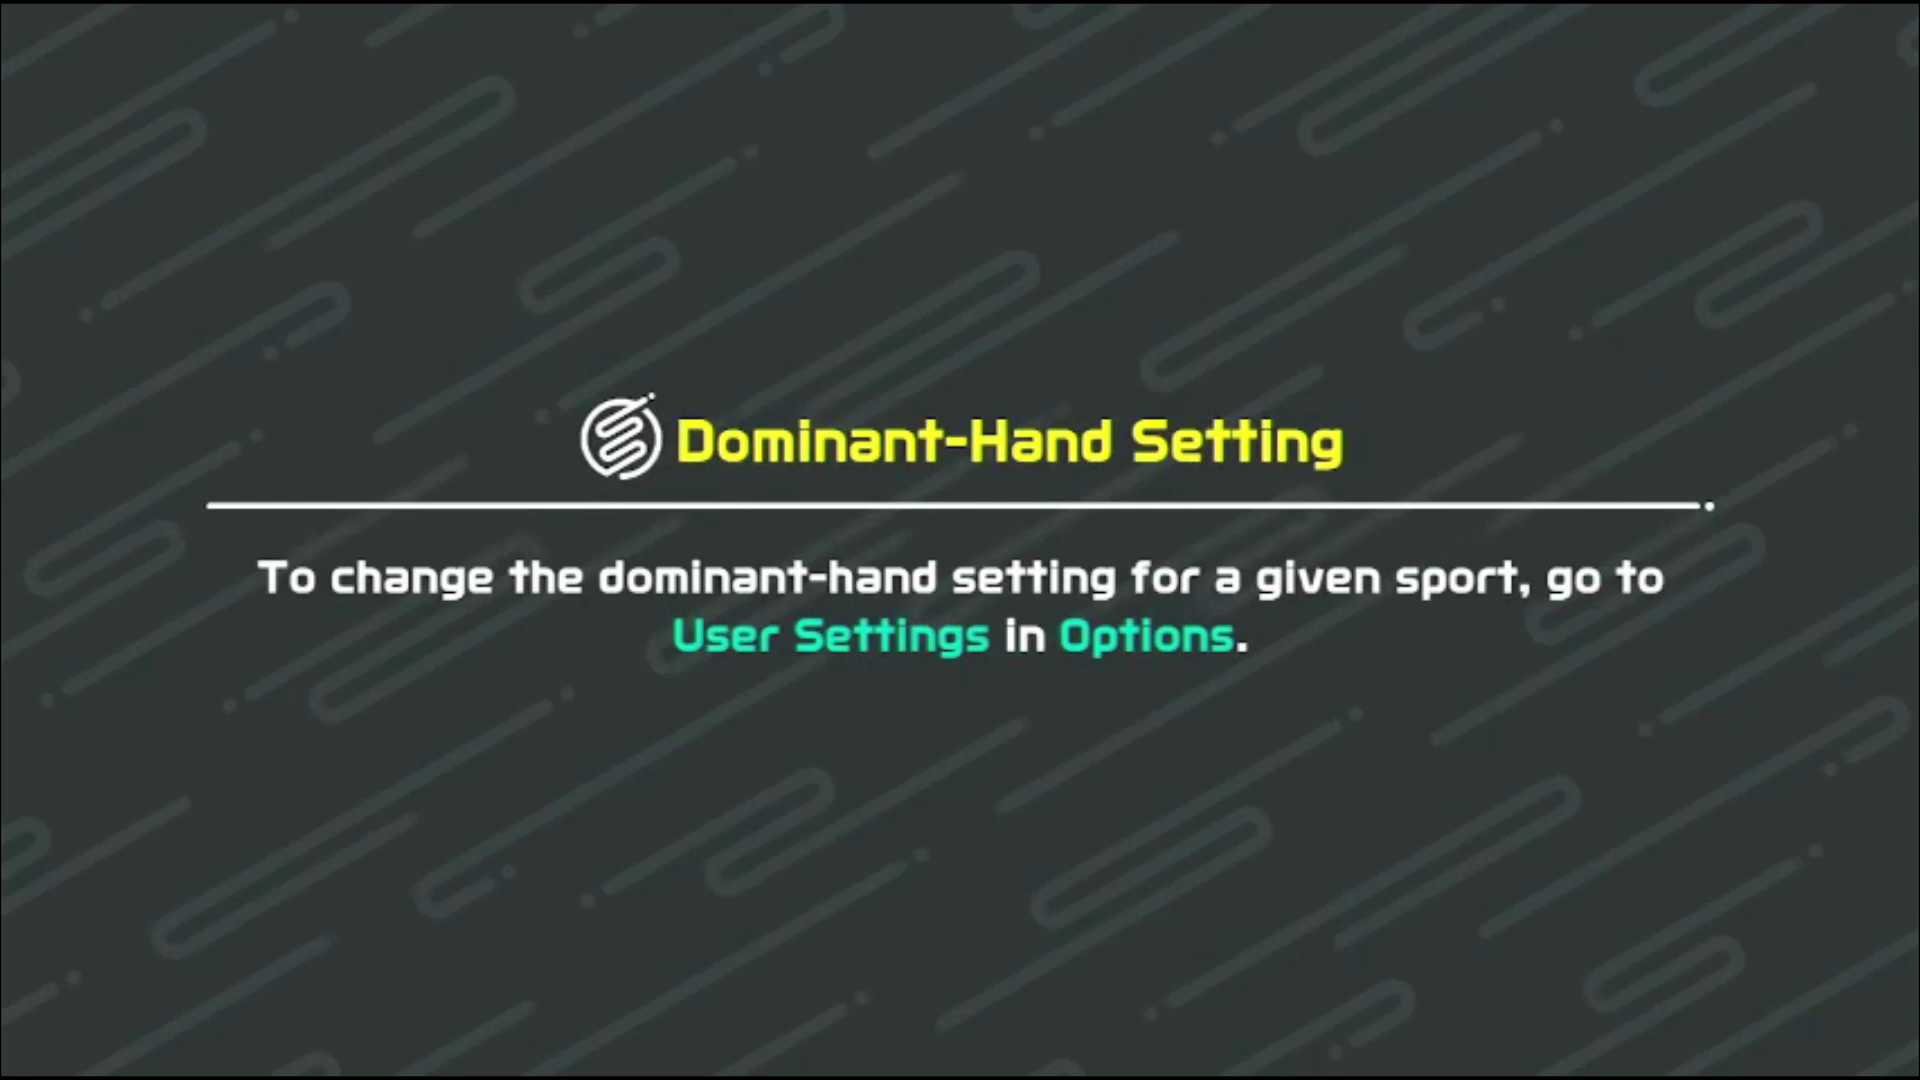 Dominant-Hand Setting
To change the dominant-hand setting for a given sport, go to
User Settings in Options.